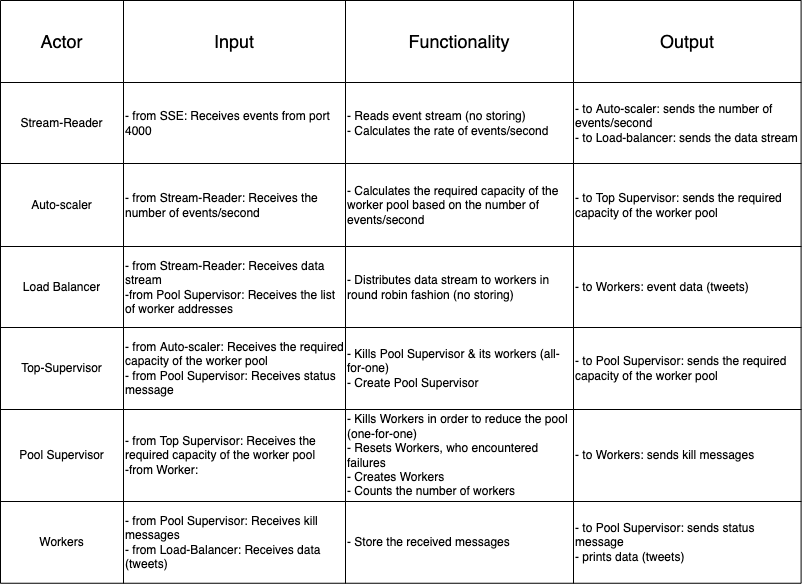 Actor
Input
Functionality
Output
Stream-Reader
- from SSE: Receives events from port
4000
- Reads event stream (no storing)
- Calculates the rate of events/second
- to Auto-scaler: sends the number of
events/second
- to Load-balancer: sends the data stream
Auto-scaler
- from Stream-Reader: Receives the
number of events/second
- Calculates the required capacity of the
worker pool based on the number of
events/second
- to Top Supervisor: sends the required
capacity of the worker pool
Load Balancer
- from Stream-Reader: Receives data
stream
-from Pool Supervisor: Receives the list
of worker addresses
- Distributes data stream to workers in
round robin fashion (no storing)
- to Workers: event data (tweets)
Top-Supervisor
- from Auto-scaler: Receives the required
capacity of the worker pool
- from Pool Supervisor: Receives status
message
- Kills Pool Supervisor & its workers (all-
for-one)
- Create Pool Supervisor
- to Pool Supervisor: sends the required
capacity of the worker pool
Pool Supervisor
- from Top Supervisor: Receives the
required capacity of the worker pool
-from Worker:
- Kills Workers in order to reduce the pool
(one-for-one)
- Resets Workers, who encountered
failures
- Creates Workers
- Counts the number of workers
- to Workers: sends kill messages
Workers
- from Pool Supervisor: Receives kill
messages
- from Load-Balancer: Receives data
(tweets)
- Store the received messages
- to Pool Supervisor: sends status
message
- prints data (tweets)